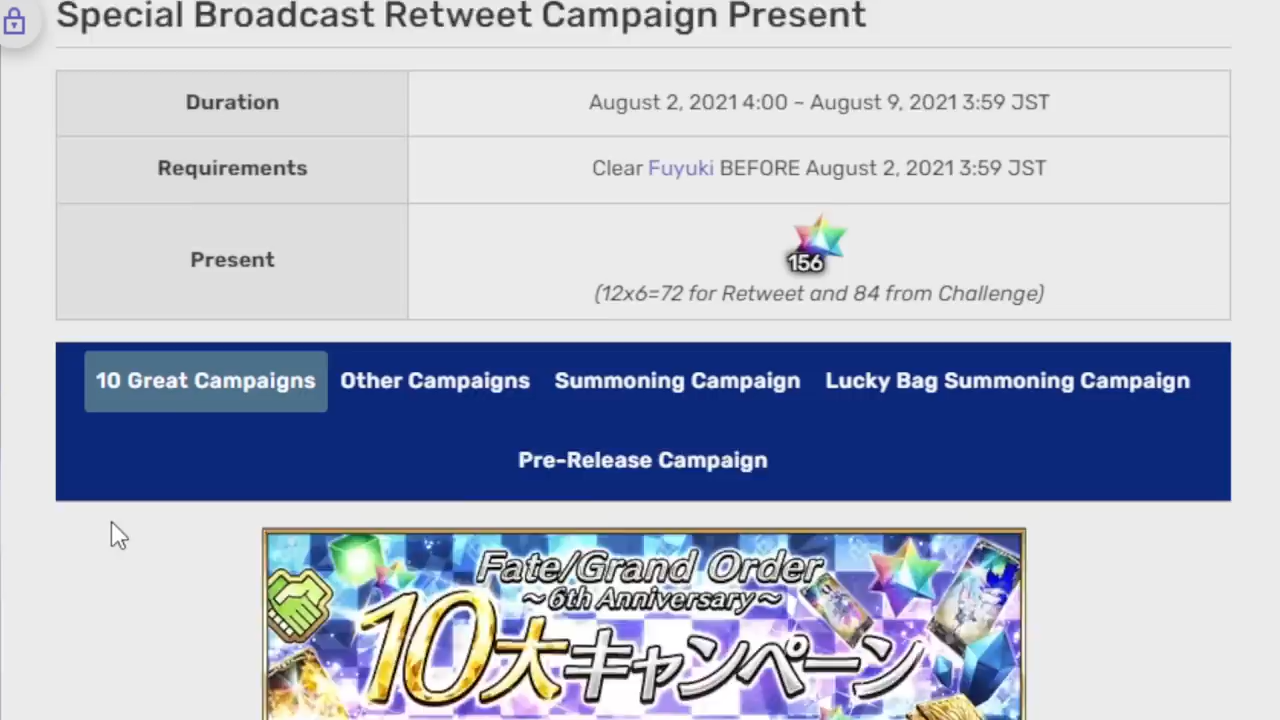 Special Broadcast Retweet Campaign Present
Duration
August 2, 2021 4:00 ~ August 9, 2021 3:59 JST
Requirements
Clear Fuyuki BEFORE August 2, 2021 3:59 JST
Present
156
(12x6=72 for Retweet and 84 from Challenge)
10 Great Campaigns
Other Campaigns
Summoning Campaign
Lucky Bag Summoning Campaign
Pre-Release Campaign
Fate/Grand Order
~6th Anniversary~
10大キャンペーン